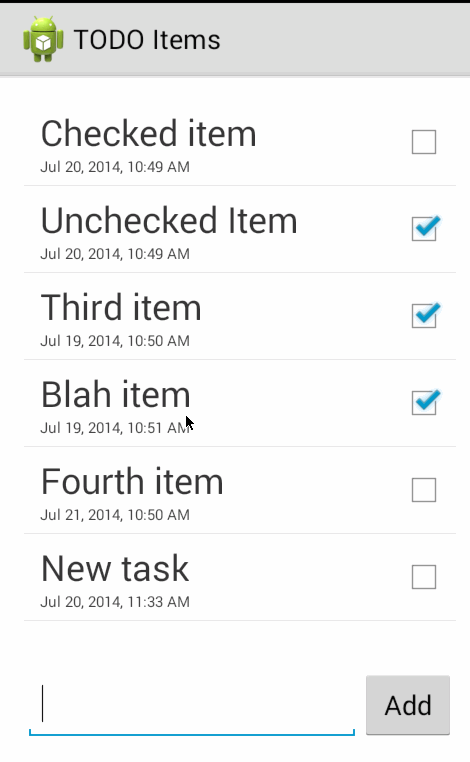 TODO Items
Checked item
Jul 20, 2014, 10:49 AM
Unchecked Item
Jul 20, 2014, 10:49 AM
Third item
Jul 19, 2014, 10:50 AM
Blah item
Jul 19, 2014, 10:51 AM
Fourth item
Jul 21, 2014, 10:50 AM
New task
Jul 20, 2014, 11:33 AM
Add